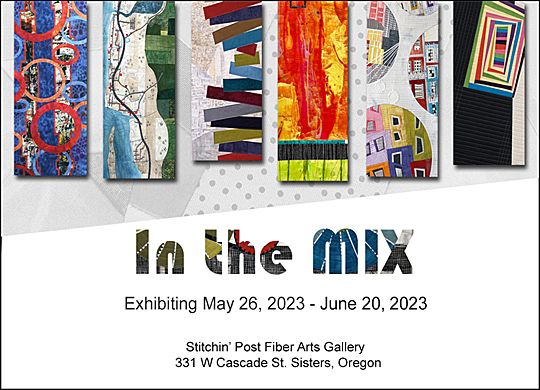 In the MIX
Exhibiting May 26, 2023 - June 20, 2023
Stitchin' Post Fiber Arts Gallery
331 W Cascade St. Sisters, Oregon